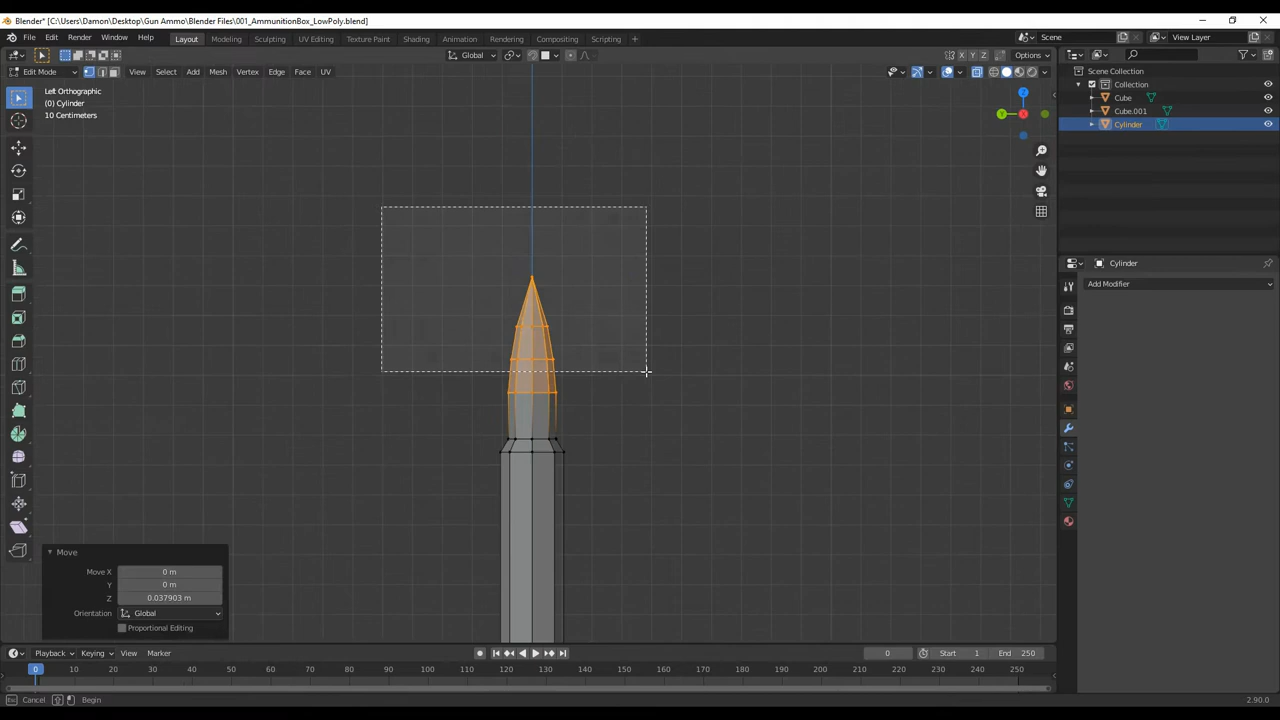 Blender* [C:\Users\Damon\Desktop\Gun Ammo\Blender Files\001_AmmunitionBox_LowPoly.blend]
File Edit Render Window Help Layout Modeling Sculpting UV Editing Texture Paint Shading Animation Rendering Compositing Scripting + Scene View Layer
Global X Y Z Options
Edit Mode View Select Add Mesh Vertex Edge Face UV
Left Orthographic
(0) Cylinder
10 Centimeters
Z
Y
Scene Collection
Collection
Cube
Cube.001
Cylinder
Cylinder
Add Modifier
Move
Move X 0 m
Y 0 m
Z 0.037903 m
Orientation Global
Proportional Editing
Playback Keying View Marker 0 Start 1 End 250
0 10 20 30 40 50 60 70 80 90 100 110 120 130 140 150 160 170 180 190 200 210 220 230 240 250
Cancel Begin 2.90.0